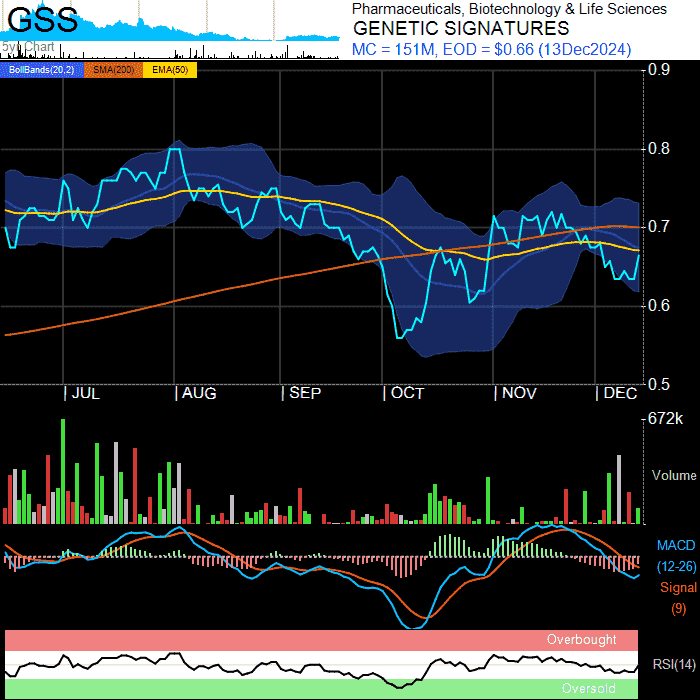 GSS
5yr Chart
Pharmaceuticals, Biotechnology & Life Sciences
GENETIC SIGNATURES
MC = 151M, EOD = $0.66 (13Dec2024)
BollBands(20,2) SMA(200) EMA(50)
0.9
0.8
0.7
0.6
0.5
JUL AUG SEP OCT NOV DEC
672k
Volume
MACD
(12-26)
Signal
(9)
Overbought
RSI(14)
Oversold